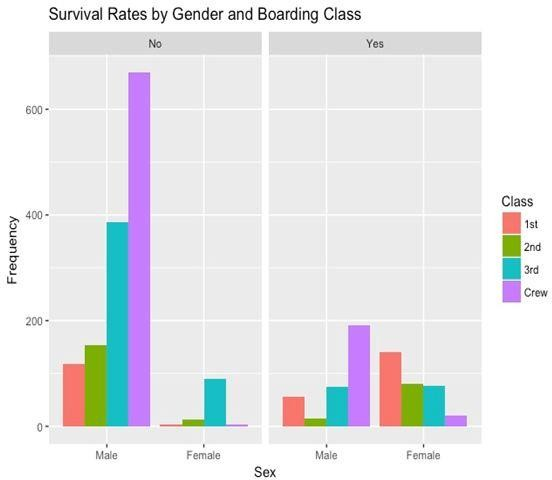 Survival Rates by Gender and Boarding Class
No
Yes
Frequency
600
400
200
0
Male
Female
Male
Female
Sex
Class
1st
2nd
3rd
Crew